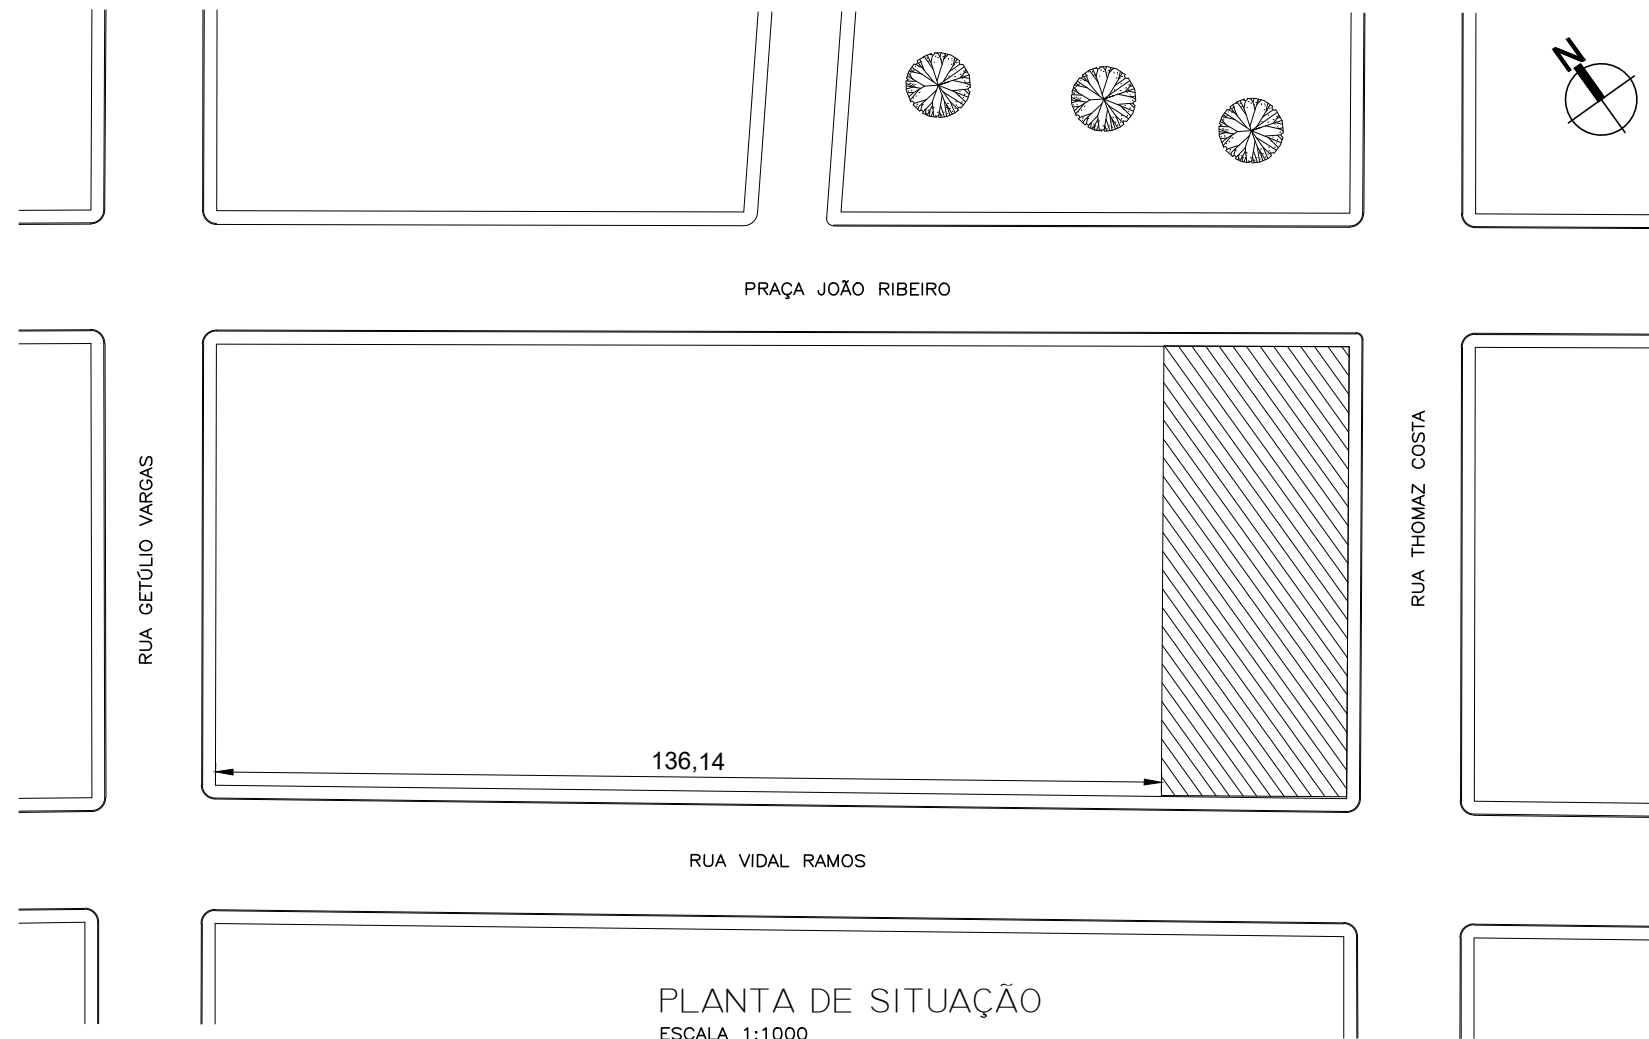 N
PRAÇA JOÃO RIBEIRO
RUA GETÚLIO VARGAS
RUA THOMAZ COSTA
136,14
RUA VIDAL RAMOS
PLANTA DE SITUAÇÃO
ESCALA 1:1000